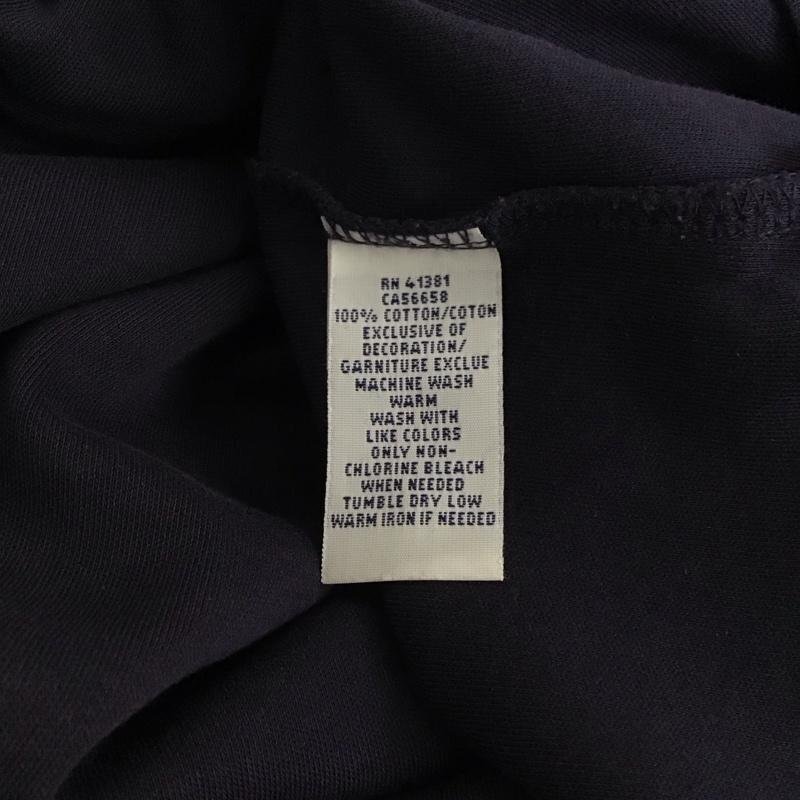 RN 41381
CA56658
100% COTTON/COTON
EXCLUSIVE OF
DECORATION/
GARNITURE EXCLUE
MACHINE WASH
WARM
WASH WITH
LIKE COLORS
ONLY NON-
CHLORINE BLEACH
WHEN NEEDED
TUMBLE DRY LOW
WARM IRON IF NEEDED